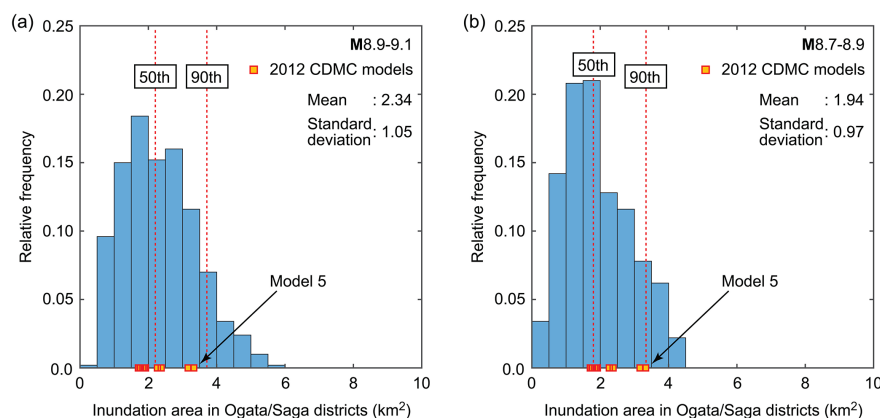 (a)
M8.9-9.1
2012 CDMC models
50th
90th
Mean : 2.34
Standard
deviation : 1.05
Model 5
Relative frequency
0.25
0.20
0.15
0.10
0.05
0.0
0 2 4 6 8 10
Inundation area in Ogata/Saga districts (km²)
(b)
M8.7-8.9
2012 CDMC models
50th
90th
Mean : 1.94
Standard
deviation : 0.97
Model 5
Relative frequency
0.25
0.20
0.15
0.10
0.05
0.0
0 2 4 6 8 10
Inundation area in Ogata/Saga districts (km²)